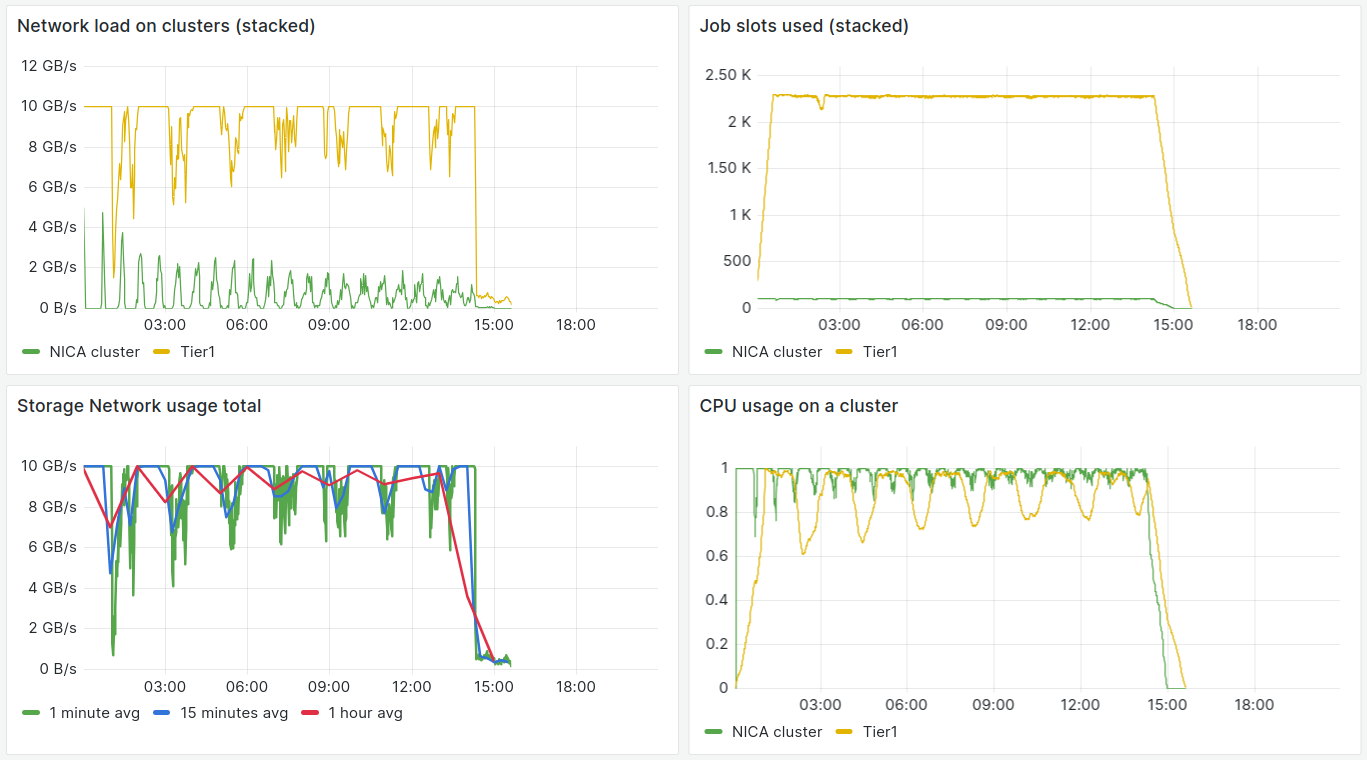 Network load on clusters (stacked)
12 GB/s
10 GB/s
8 GB/s
6 GB/s
4 GB/s
2 GB/s
0 B/s
03:00 06:00 09:00 12:00 15:00 18:00
NICA cluster Tier1
Job slots used (stacked)
2.50 K
2 K
1.50 K
1 K
500
0
03:00 06:00 09:00 12:00 15:00 18:00
NICA cluster Tier1
Storage Network usage total
10 GB/s
8 GB/s
6 GB/s
4 GB/s
2 GB/s
0 B/s
03:00 06:00 09:00 12:00 15:00 18:00
1 minute avg 15 minutes avg 1 hour avg
CPU usage on a cluster
1
0.8
0.6
0.4
0.2
0
03:00 06:00 09:00 12:00 15:00 18:00
NICA cluster Tier1